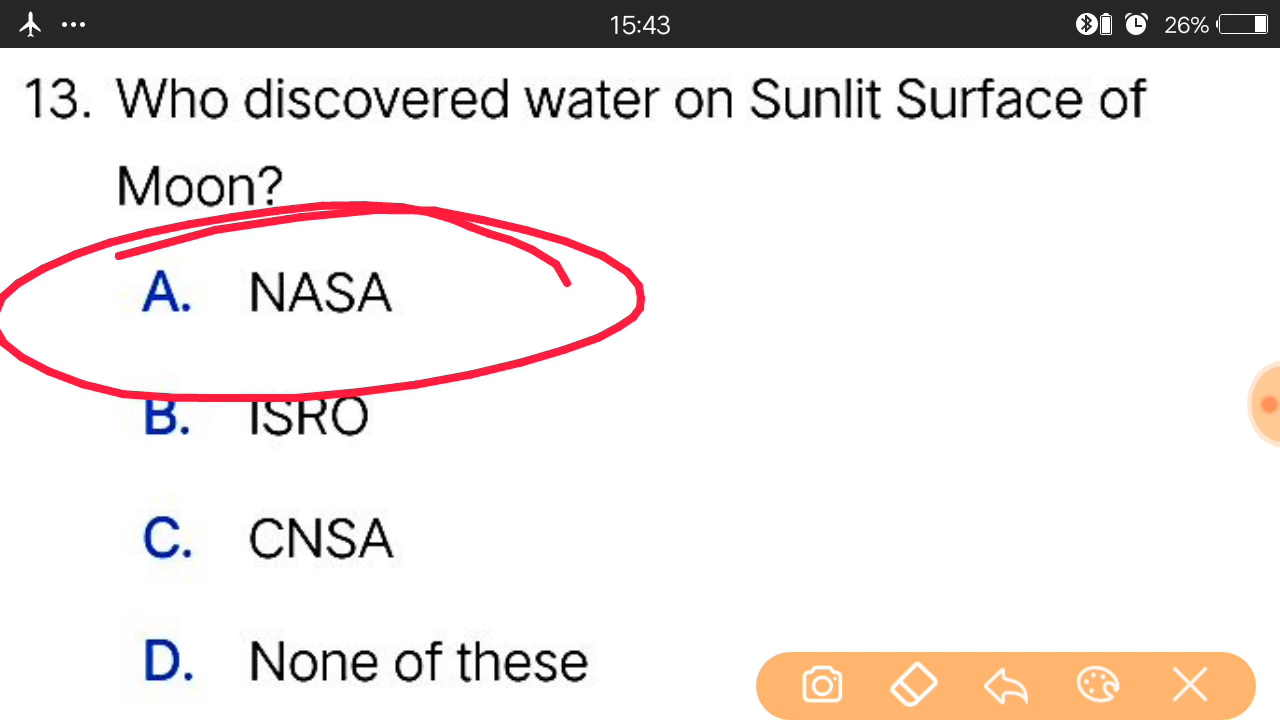 15:43
26%
13. Who discovered water on Sunlit Surface of
Moon?
A. NASA
B. ISRO
C. CNSA
D. None of these